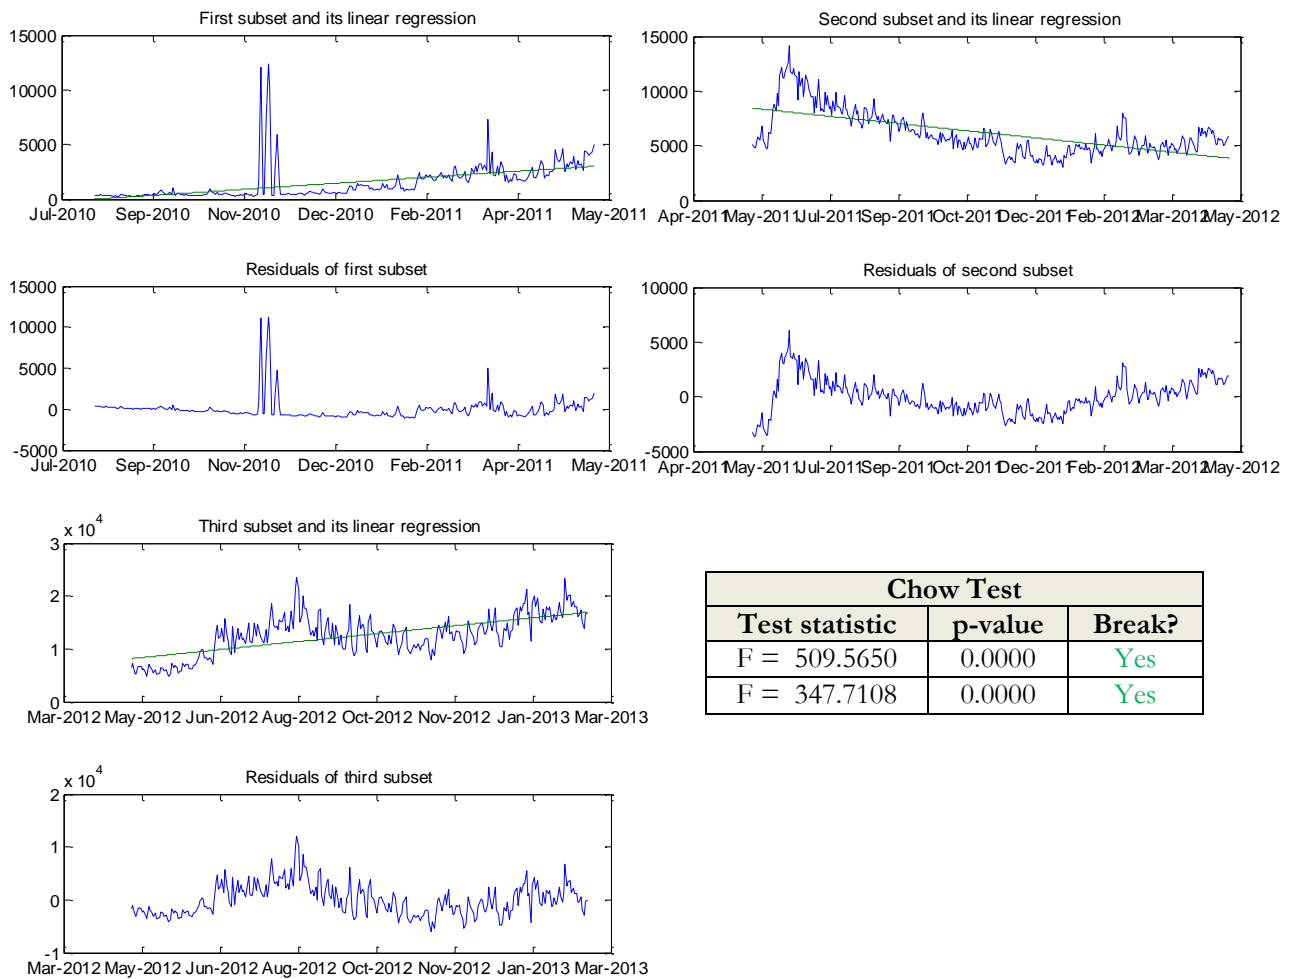 First subset and its linear regression
15000
10000
5000
0
Jul-2010 Sep-2010 Nov-2010 Dec-2010 Feb-2011 Apr-2011 May-2011
Second subset and its linear regression
15000
10000
5000
0
Apr-2011 May-2011 Jul-2011 Sep-2011 Oct-2011 Dec-2011 Feb-2012 Mar-2012 May-2012
Residuals of first subset
15000
10000
5000
0
-5000
Jul-2010 Sep-2010 Nov-2010 Dec-2010 Feb-2011 Apr-2011 May-2011
Residuals of second subset
10000
5000
0
-5000
Apr-2011 May-2011 Jul-2011 Sep-2011 Oct-2011 Dec-2011 Feb-2012 Mar-2012 May-2012
Third subset and its linear regression
x 10^4
3
2
1
0
Mar-2012 May-2012 Jun-2012 Aug-2012 Oct-2012 Nov-2012 Jan-2013 Mar-2013
Chow Test
Test statistic p-value Break?
F = 509.5650 0.0000 Yes
F = 347.7108 0.0000 Yes
Residuals of third subset
x 10^4
2
1
0
-1
Mar-2012 May-2012 Jun-2012 Aug-2012 Oct-2012 Nov-2012 Jan-2013 Mar-2013